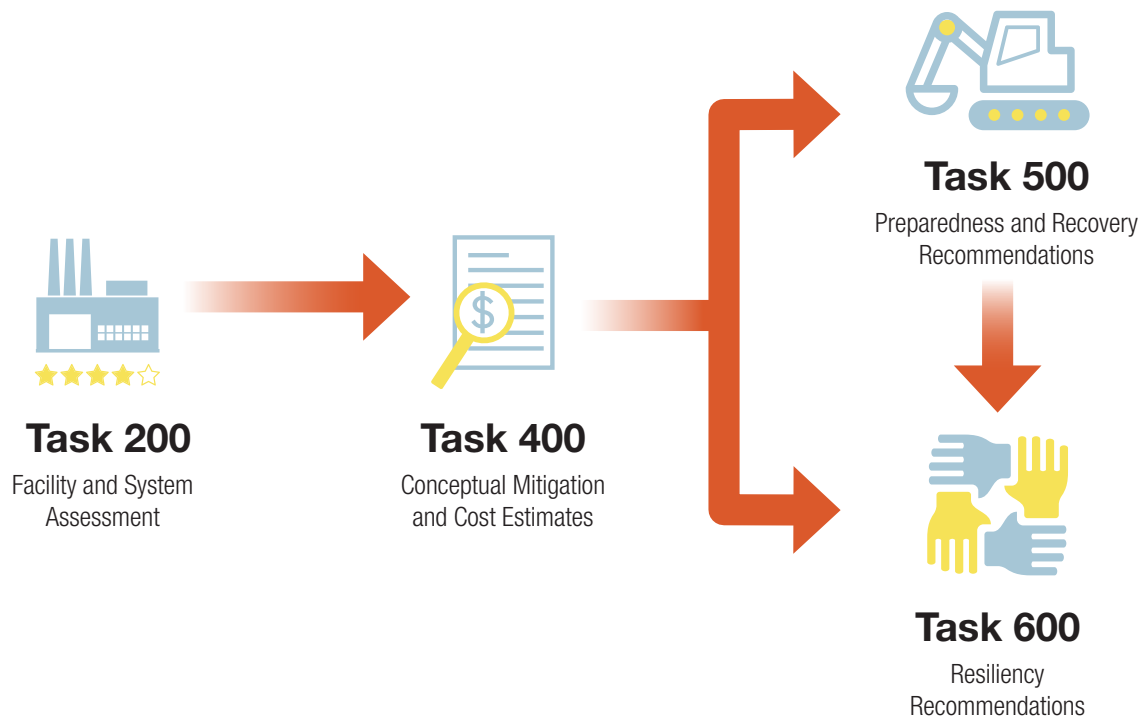 Task 200
Facility and System
Assessment
Task 400
Conceptual Mitigation
and Cost Estimates
$
Task 500
Preparedness and Recovery
Recommendations
Task 600
Resiliency
Recommendations